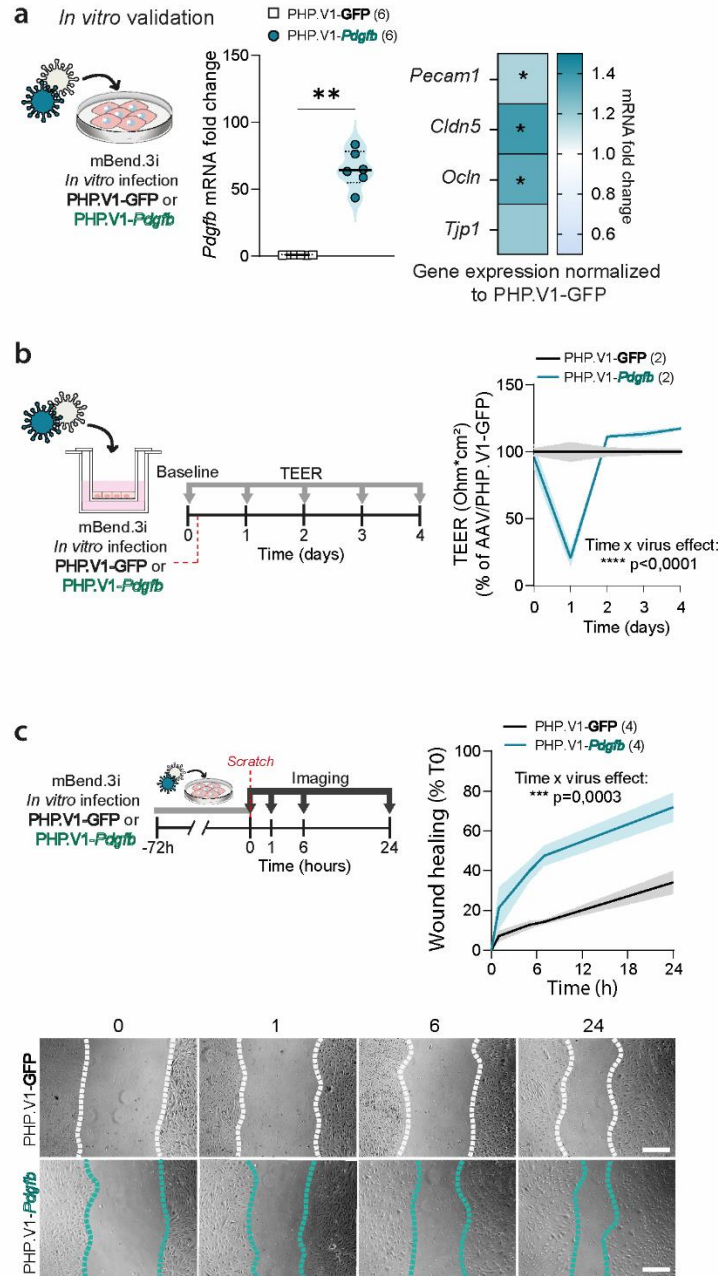 a
In vitro validation
PHP.V1-GFP (6)
PHP.V1-Pdgfb (6)
mBend.3i
In vitro infection
PHP.V1-GFP or
PHP.V1-Pdgfb
Pdgfb mRNA fold change
150
100
50
0
**
Pecam1
*
Cldn5
*
Ocln
*
Tjp1
1.4
1.2
1.0
0.8
0.6
mRNA fold change
Gene expression normalized
to PHP.V1-GFP
b
mBend.3i
In vitro infection
PHP.V1-GFP or
PHP.V1-Pdgfb
Baseline
TEER
0 1 2 3 4
Time (days)
PHP.V1-GFP (2)
PHP.V1-Pdgfb (2)
TEER (Ohm*cm²)
(% of AAV/PHP.V1-GFP)
150
100
50
0
Time x virus effect:
**** p<0,0001
0 1 2 3 4
Time (days)
c
mBend.3i
In vitro infection
PHP.V1-GFP or
PHP.V1-Pdgfb
-72h
Scratch
Imaging
0 1 6 24
Time (hours)
PHP.V1-GFP (4)
PHP.V1-Pdgfb (4)
Wound healing (% T0)
100
80
60
40
20
0
Time x virus effect:
*** p=0,0003
0 6 12 18 24
Time (h)
0 1 6 24
PHP.V1-GFP
PHP.V1-Pdgfb